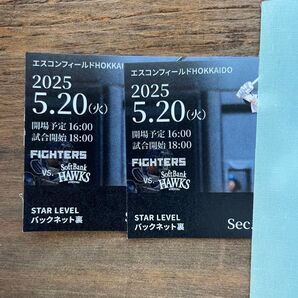 エスコンフィールドHOKKAIDO
2025
5.20(火)
開場予定 16:00
試合開始 18:00
FIGHTERS
VS.
SoftBank
HAWKS
STAR LEVEL
バックネット裏
S
エスコンフィールドHOKKAIDO
2025
5.20(火)
開場予定 16:00
試合開始 18:00
FIGHTERS
VS.
SoftBank
HAWKS
STAR LEVEL
バックネット裏
Sec.